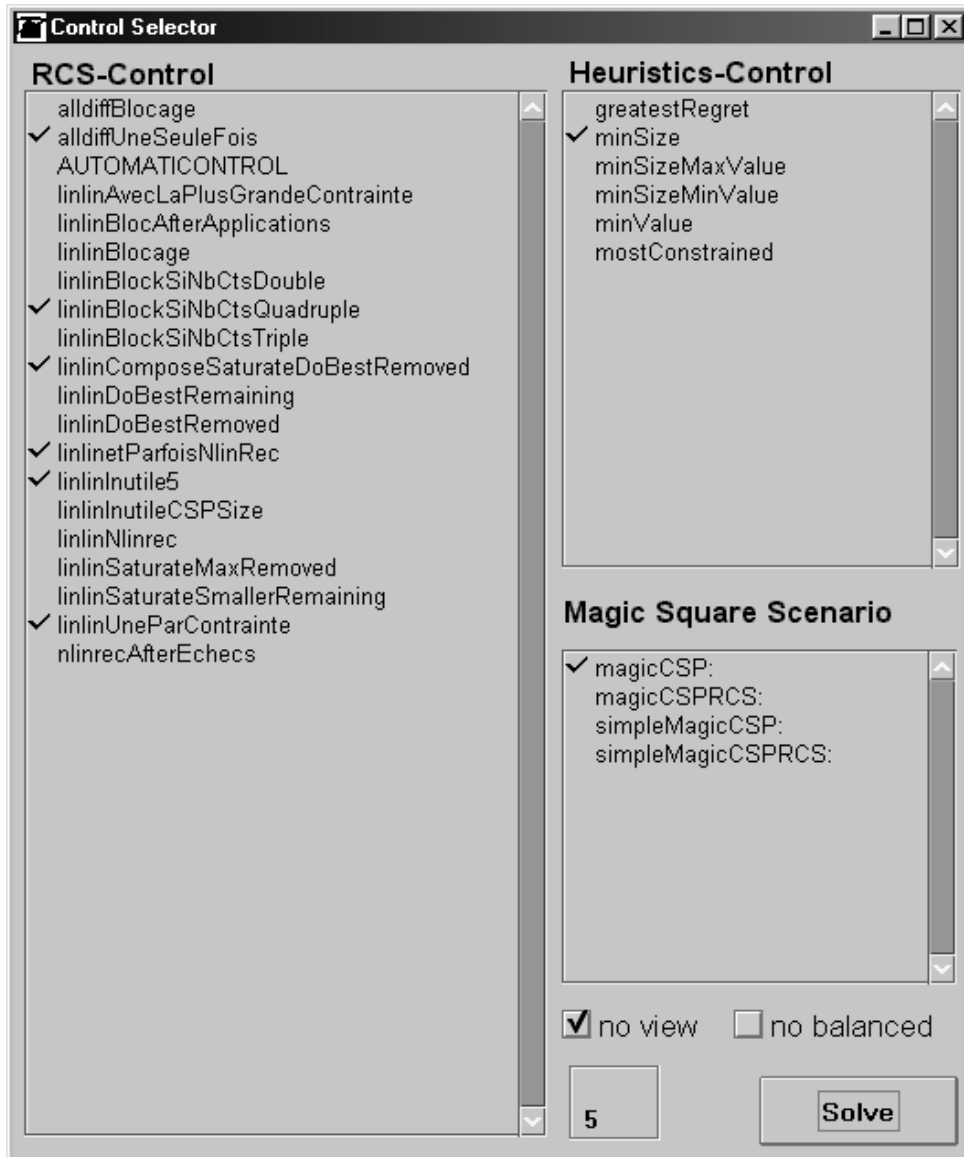 Control Selector
RCS-Control
alldiffBlocage
alldiffUneSeuleFois
AUTOMATICONTROL
linlinAvecLaPlusGrandeContrainte
linlinBlocAfterApplications
linlinBlocage
linlinBlockSiNbCtsDouble
linlinBlockSiNbCtsQuadruple
linlinBlockSiNbCtsTriple
linlinComposeSaturateDoBestRemoved
linlinDoBestRemaining
linlinDoBestRemoved
linlinetParfoisNlinRec
linlinInutile5
linlinInutileCSPSize
linlinNlinrec
linlinSaturateMaxRemoved
linlinSaturateSmallerRemaining
linlinUneParContrainte
nlinrecAfterEchecs
Heuristics-Control
greatestRegret
minSize
minSizeMaxValue
minSizeMinValue
minValue
mostConstrained
Magic Square Scenario
magicCSP:
magicCSPRCS:
simpleMagicCSP:
simpleMagicCSPRCS:
no view no balanced
5 Solve